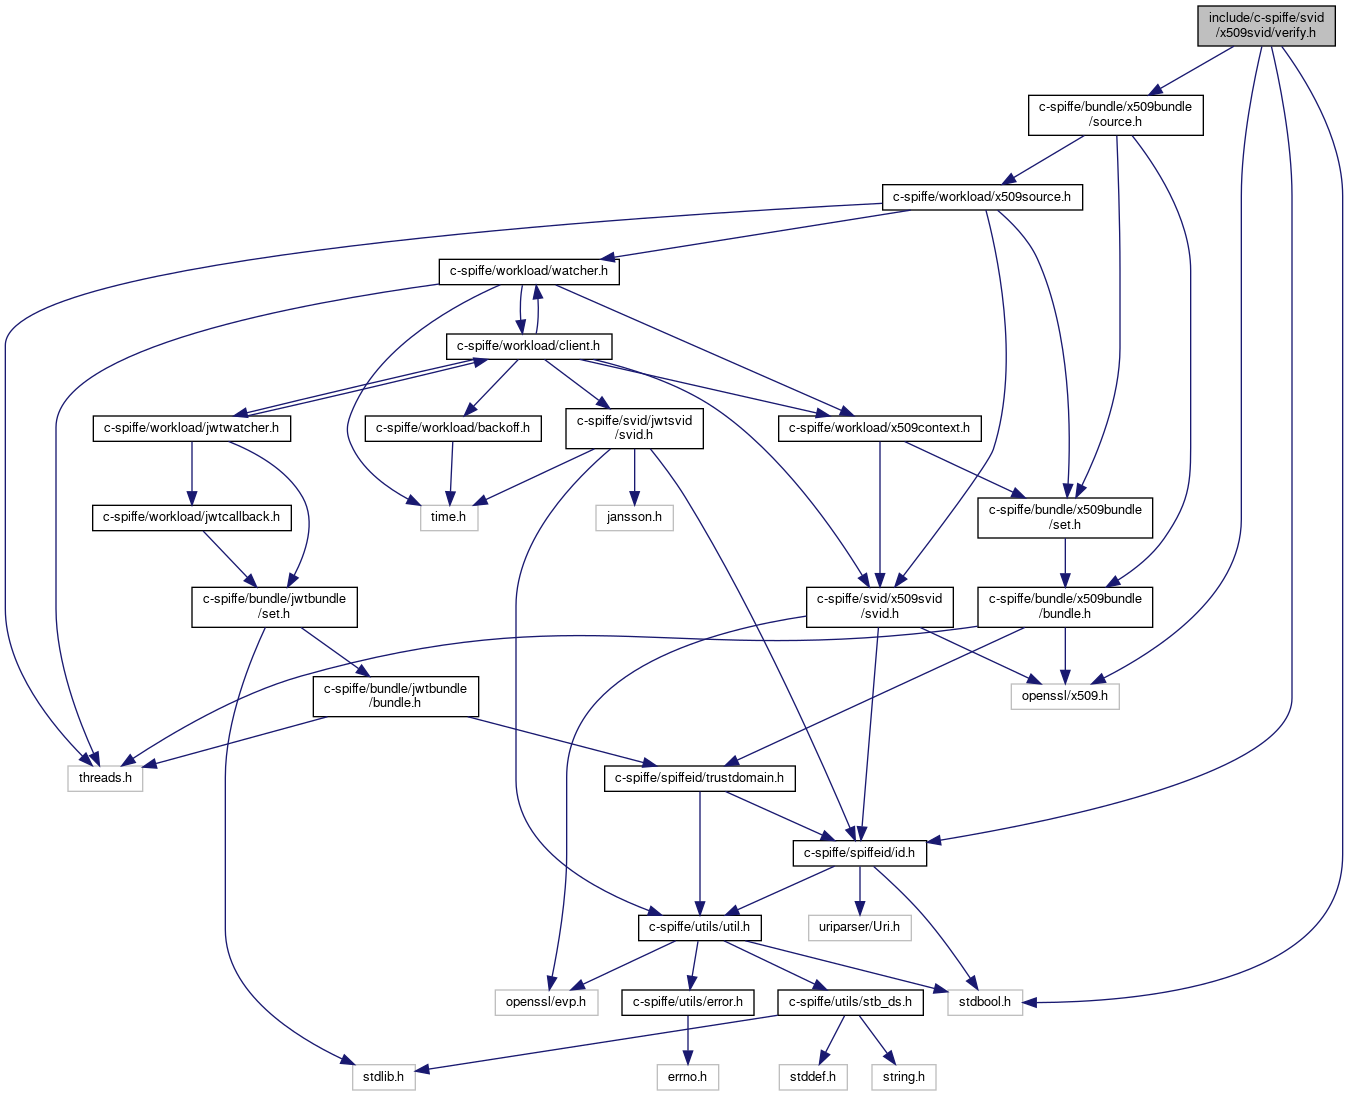 include/c-spiffe/svid
/x509svid/verify.h
c-spiffe/bundle/x509bundle
/source.h
c-spiffe/workload/x509source.h
c-spiffe/workload/watcher.h
c-spiffe/workload/client.h
c-spiffe/workload/jwtwatcher.h
c-spiffe/workload/backoff.h
c-spiffe/svid/jwtsvid
/svid.h
c-spiffe/workload/x509context.h
c-spiffe/workload/jwtcallback.h
time.h
jansson.h
c-spiffe/bundle/x509bundle
/set.h
c-spiffe/bundle/jwtbundle
/set.h
c-spiffe/svid/x509svid
/svid.h
c-spiffe/bundle/x509bundle
/bundle.h
c-spiffe/bundle/jwtbundle
/bundle.h
openssl/x509.h
threads.h
c-spiffe/spiffeid/trustdomain.h
c-spiffe/spiffeid/id.h
c-spiffe/utils/util.h
uriparser/Uri.h
openssl/evp.h
c-spiffe/utils/error.h
c-spiffe/utils/stb_ds.h
stdbool.h
stdlib.h
errno.h
stddef.h
string.h